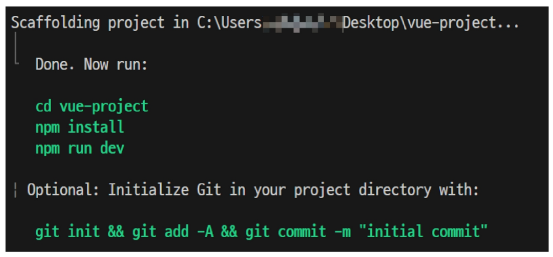 Scaffolding project in C:\Users Desktop\vue-project...
Done. Now run:
cd vue-project
npm install
npm run dev
Optional: Initialize Git in your project directory with:
git init && git add -A && git commit -m "initial commit"